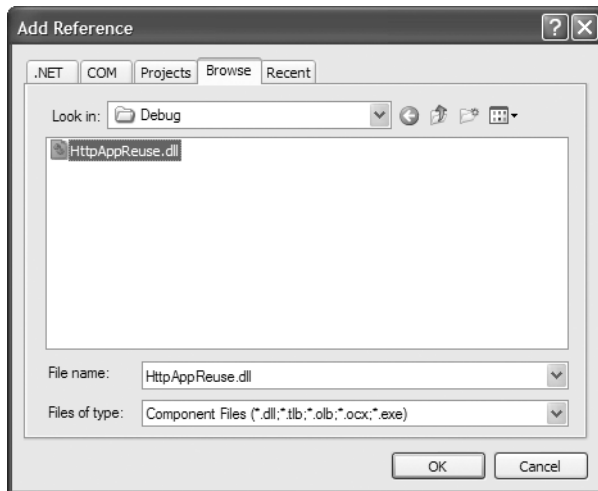 Add Reference
.NET COM Projects Browse Recent
Look in: Debug
HttpAppReuse.dll
File name: HttpAppReuse.dll
Files of type: Component Files (*.dll;*.tlb;*.olb;*.ocx;*.exe)
OK Cancel